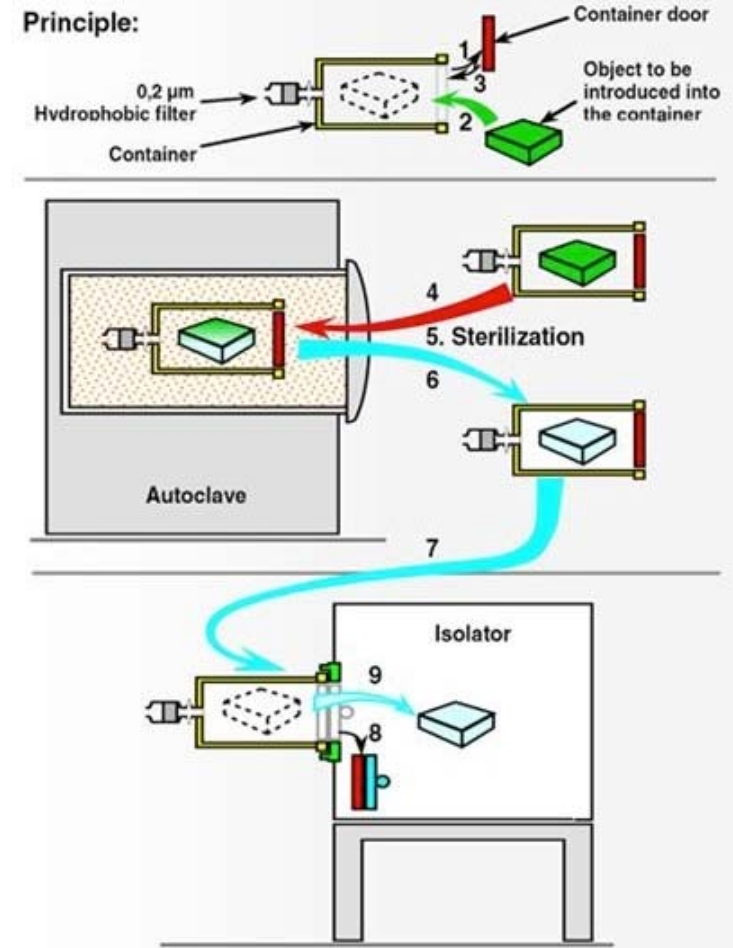 Principle:
Container door
1
3
Object to be
introduced into
the container
0,2 µm
Hydrophobic filter
2
Container
4
5. Sterilization
6
Autoclave
7
Isolator
9
8